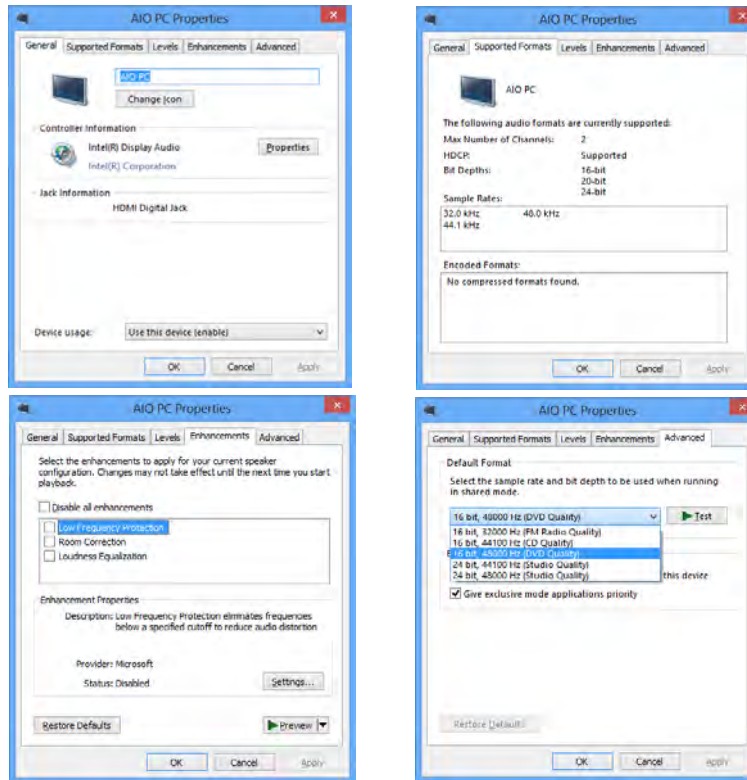 AIO PC Properties
General Supported Formats Levels Enhancements Advanced
AIO PC
Change Icon
Controller Information
Intel(R) Display Audio
Properties
Intel(R) Corporation
Jack Information
HDMI Digital Jack
Device usage: Use this device (enable)
OK Cancel Apply
AIO PC Properties
General Supported Formats Levels Enhancements Advanced
AIO PC
The following audio formats are currently supported:
Max Number of Channels: 2
HDCP: Supported
Bit Depths: 16-bit
20-bit
24-bit
Sample Rates:
32.0 kHz 48.0 kHz
44.1 kHz
Encoded Formats:
No compressed formats found.
OK Cancel Apply
AIO PC Properties
General Supported Formats Levels Enhancements Advanced
Select the enhancements to apply for your current speaker
configuration. Changes may not take effect until the next time you start
playback.
Disable all enhancements
Low Frequency Protection
Room Correction
Loudness Equalization
Enhancement Properties
Description: Low Frequency Protection eliminates frequencies
below a specified cutoff to reduce audio distortion
Provider: Microsoft
Status: Disabled
Settings...
Restore Defaults
Preview
OK Cancel Apply
AIO PC Properties
General Supported Formats Levels Enhancements Advanced
Default Format
Select the sample rate and bit depth to be used when running
in shared mode.
16 bit, 48000 Hz (DVD Quality)
Test
16 bit, 32000 Hz (FM Radio Quality)
16 bit, 44100 Hz (CD Quality)
16 bit, 48000 Hz (DVD Quality)
24 bit, 44100 Hz (Studio Quality)
24 bit, 48000 Hz (Studio Quality)
this device
Give exclusive mode applications priority
Restore Defaults
OK Cancel Apply